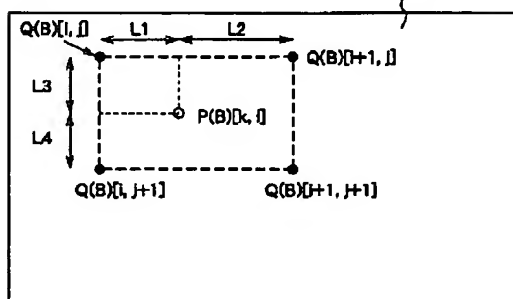 Q(B)[i, j]
L1
L2
Q(B)[i+1, j]
L3
P(B)[k, l]
L4
Q(B)[i, j+1]
Q(B)[i+1, j+1]